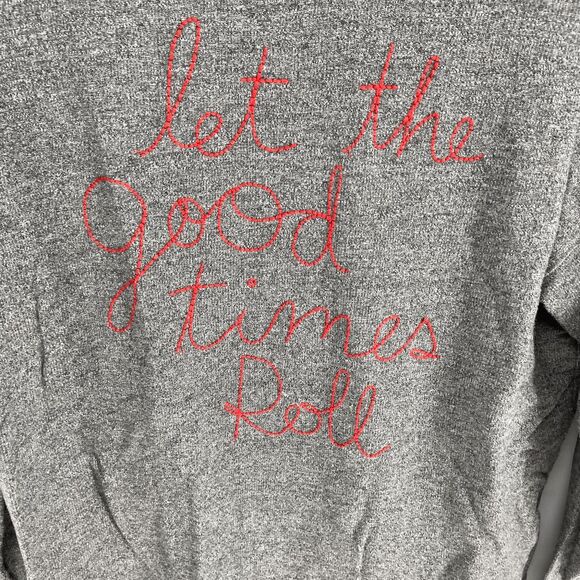 let the
good
times
Roll